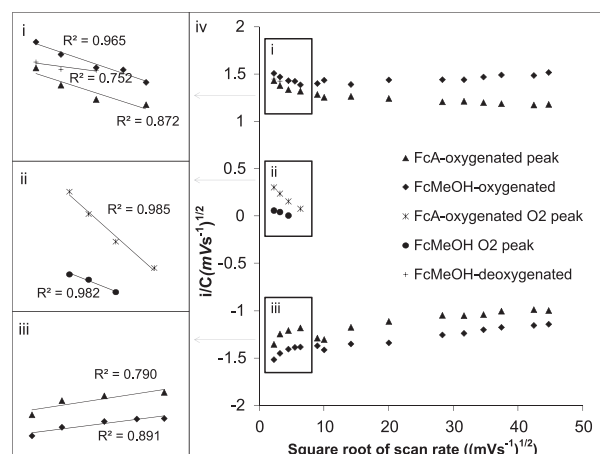 i
R² = 0.965
R² = 0.752
R² = 0.872
ii
R² = 0.985
R² = 0.982
iii
R² = 0.790
R² = 0.891
iv
i/C(mVs⁻¹)^1/2
2
1.5
1
0.5
0
-0.5
-1
-1.5
-2
i
ii
iii
FcA-oxygenated peak
FcMeOH-oxygenated
FcA-oxygenated O2 peak
FcMeOH O2 peak
FcMeOH-deoxygenated
0 10 20 30 40 50
Square root of scan rate ((mVs⁻¹)^1/2)